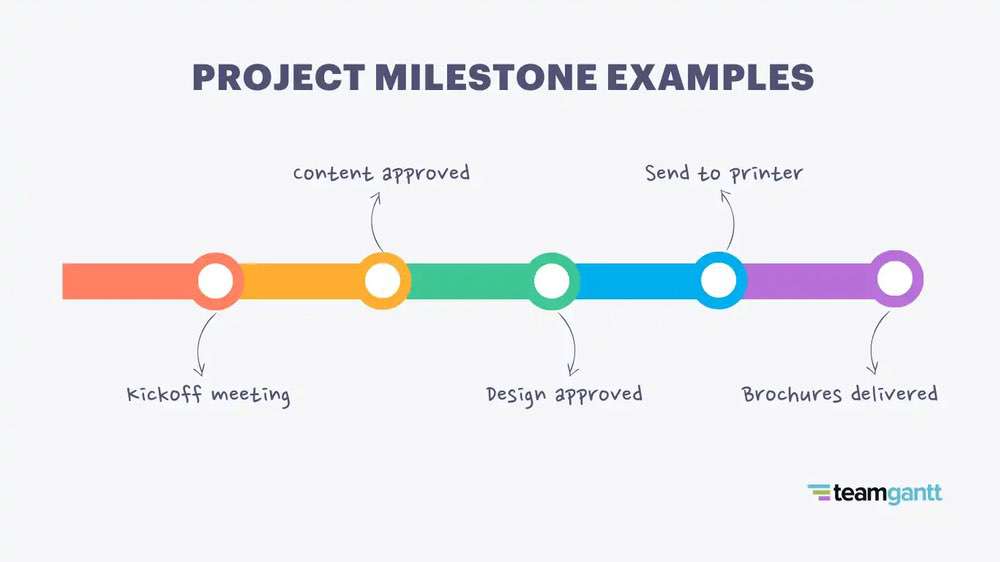 PROJECT MILESTONE EXAMPLES
Content approved
Send to printer
Kickoff meeting
Design approved
Brochures delivered
teamgantt